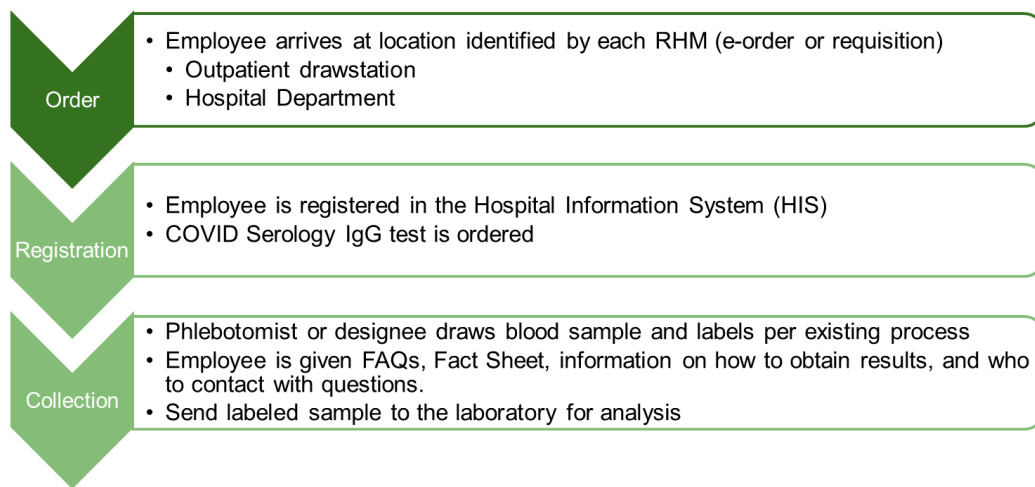 Order
• Employee arrives at location identified by each RHM (e-order or requisition)
• Outpatient drawstation
• Hospital Department
Registration
• Employee is registered in the Hospital Information System (HIS)
• COVID Serology IgG test is ordered
Collection
• Phlebotomist or designee draws blood sample and labels per existing process
• Employee is given FAQs, Fact Sheet, information on how to obtain results, and who
to contact with questions.
• Send labeled sample to the laboratory for analysis